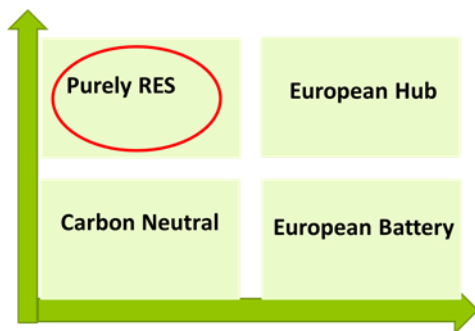 Purely RES
European Hub
Carbon Neutral
European Battery